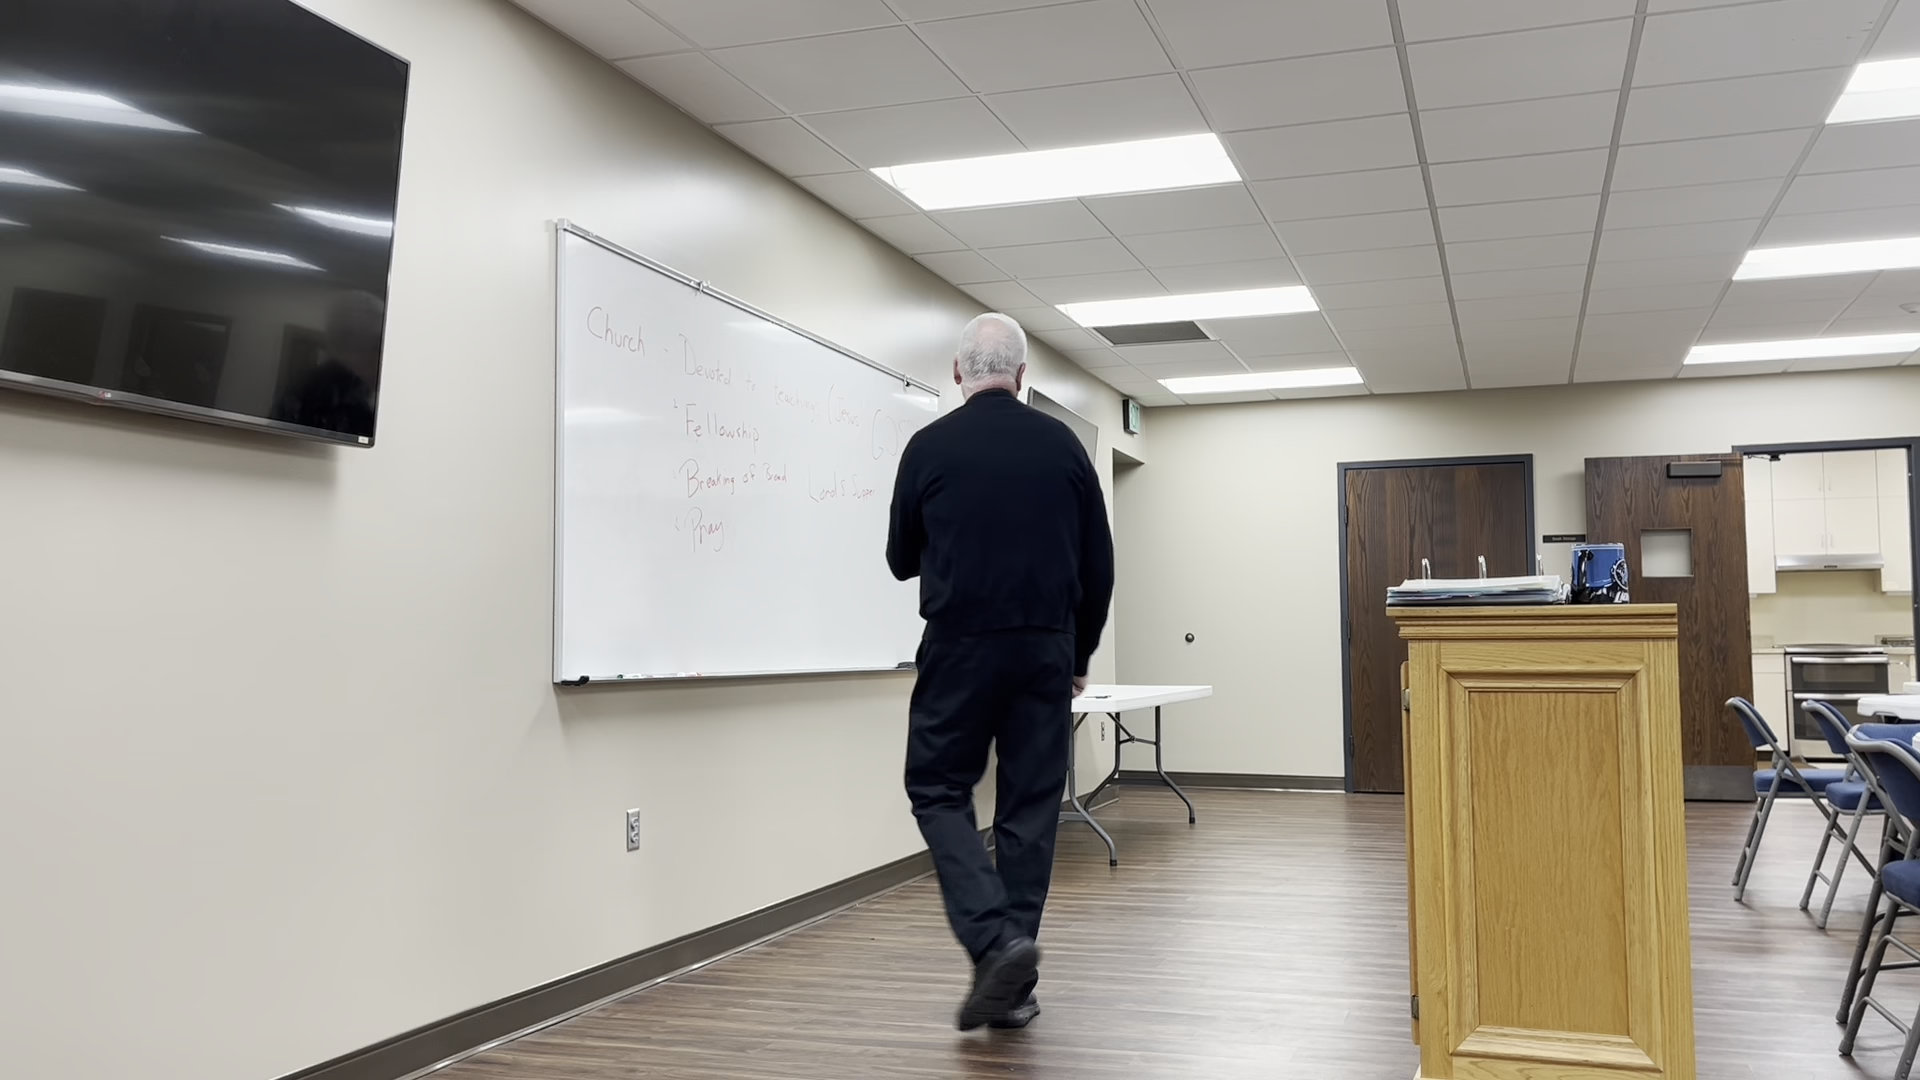 Church - Devoted to teaching (Jesus
Fellowship
Breaking of Bread Lord's Supper
Pray